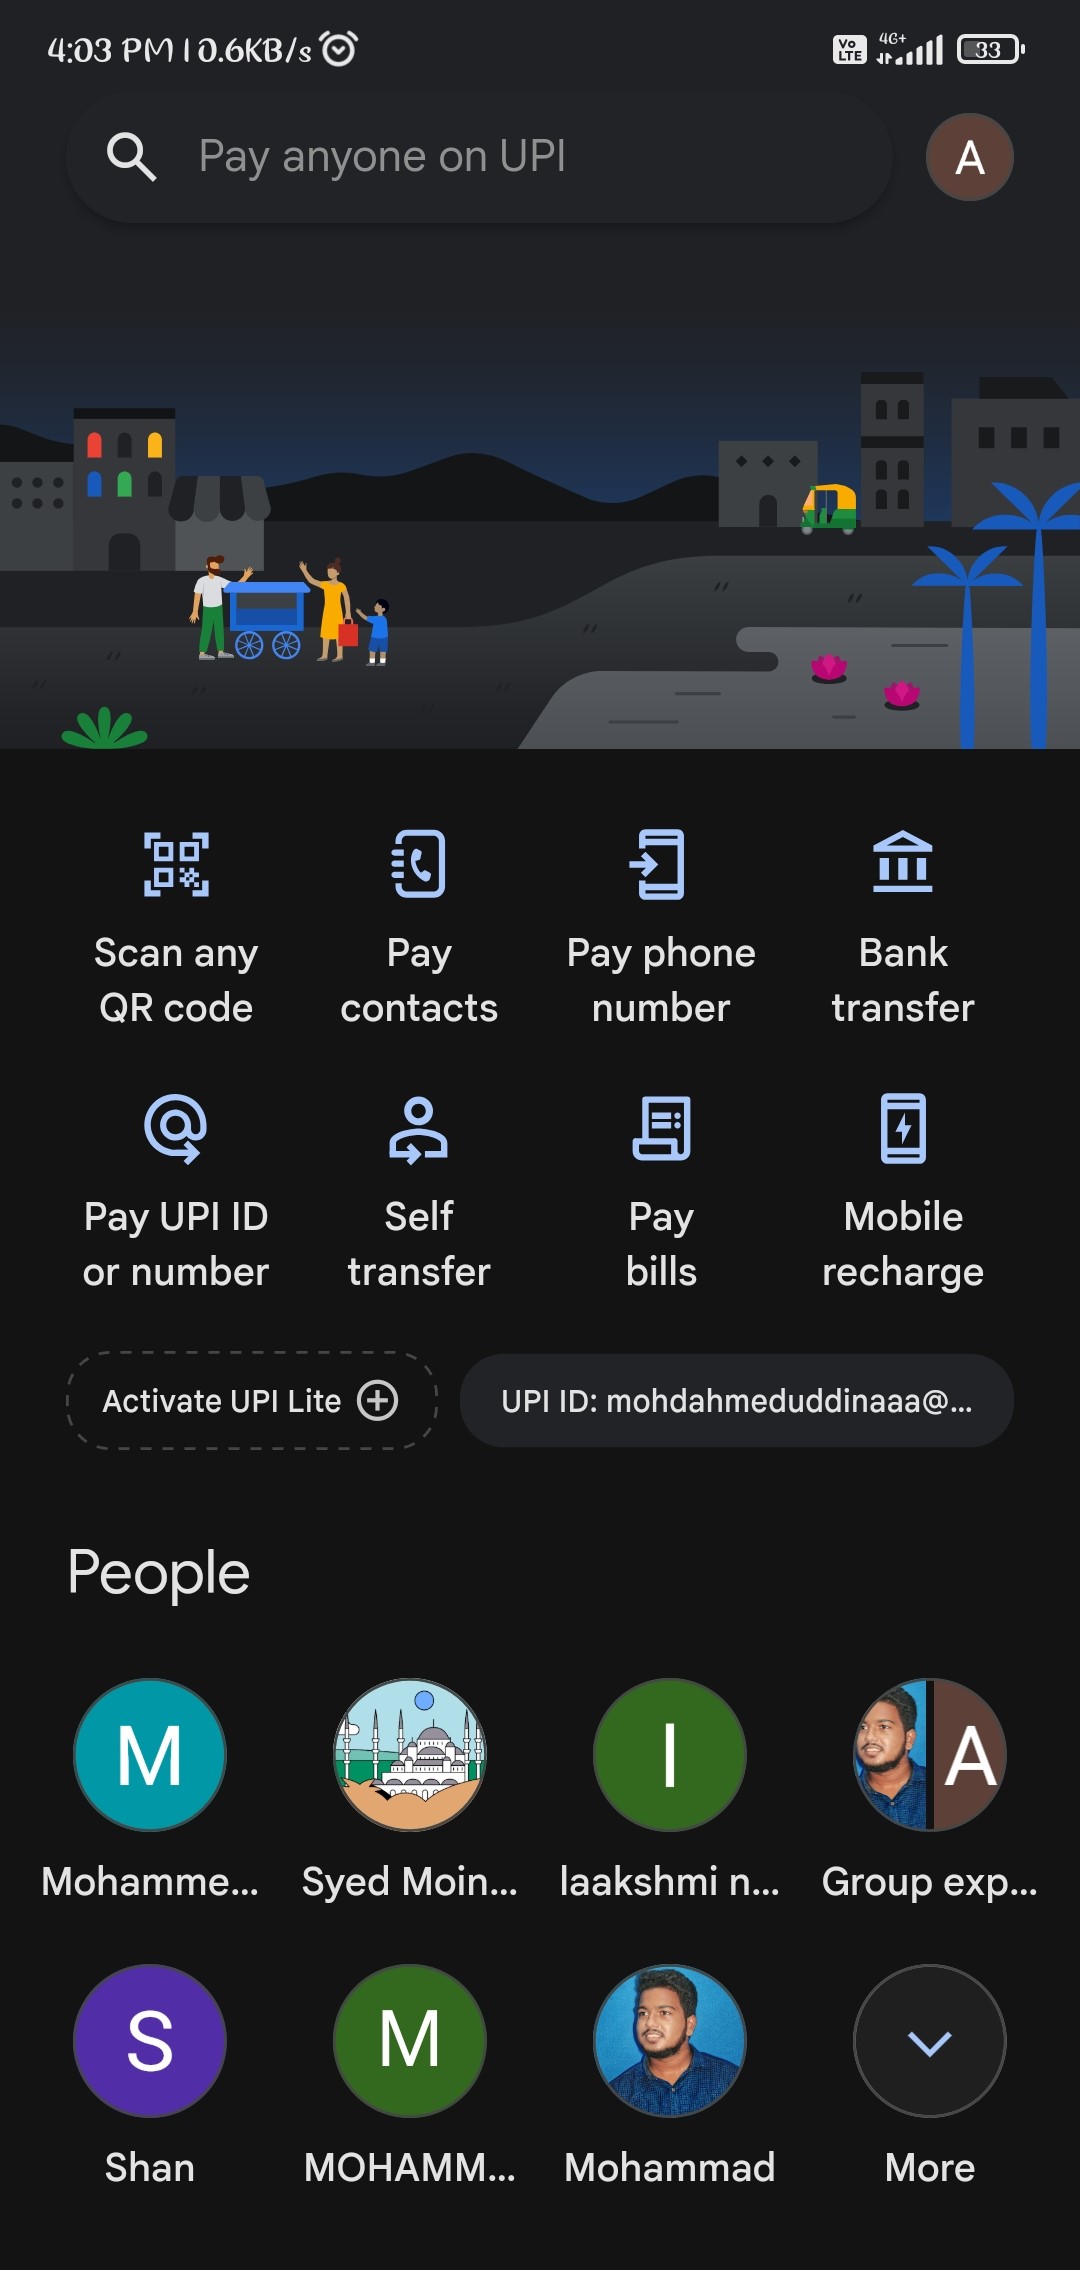 4:03 PM | 0.6KB/s
Vo LTE 4G+ 33
Pay anyone on UPI
A
Scan any QR code
Pay contacts
Pay phone number
Bank transfer
Pay UPI ID or number
Self transfer
Pay bills
Mobile recharge
Activate UPI Lite
UPI ID: mohdahmeduddinaaa@...
People
M
I
A
Mohamme...
Syed Moin...
laakshmi n...
Group exp...
S
M
Shan
MOHAMM...
Mohammad
More